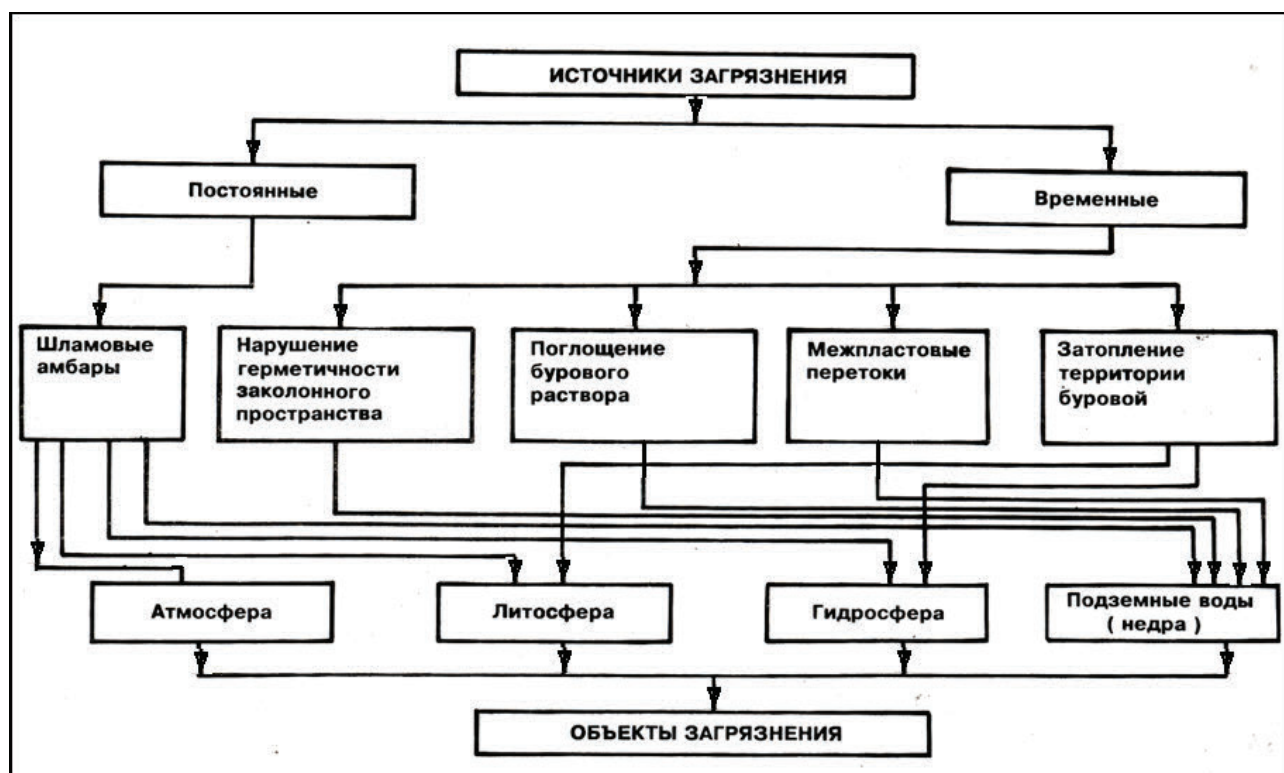 ИСТОЧНИКИ ЗАГРЯЗНЕНИЯ
Постоянные
Временные
Шламовые
амбары
Нарушение
герметичности
заколонного
пространства
Поглощение
бурового
раствора
Межпластовые
перетоки
Затопление
территории
буровой
Атмосфера
Литосфера
Гидросфера
Подземные воды
( недра )
ОБЪЕКТЫ ЗАГРЯЗНЕНИЯ